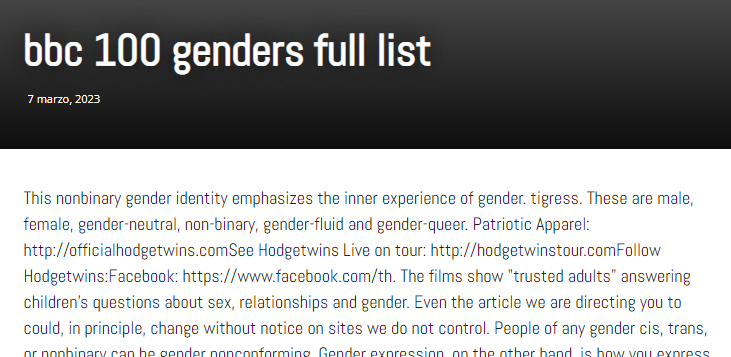 bbc 100 genders full list
7 marzo, 2023
This nonbinary gender identity emphasizes the inner experience of gender. tigress. These are male,
female, gender-neutral, non-binary, gender-fluid and gender-queer. Patriotic Apparel:
http://officialhodgetwins.comSee Hodgetwins Live on tour: http://hodgetwinstour.comFollow
Hodgetwins:Facebook: https://www.facebook.com/th. The films show "trusted adults" answering
children's questions about sex, relationships and gender. Even the article we are directing you to
could, in principle, change without notice on sites we do not control. People of any gender cis, trans,
or nonbinary can be gender nonconforming. Gender expression, on the other hand, is how you express